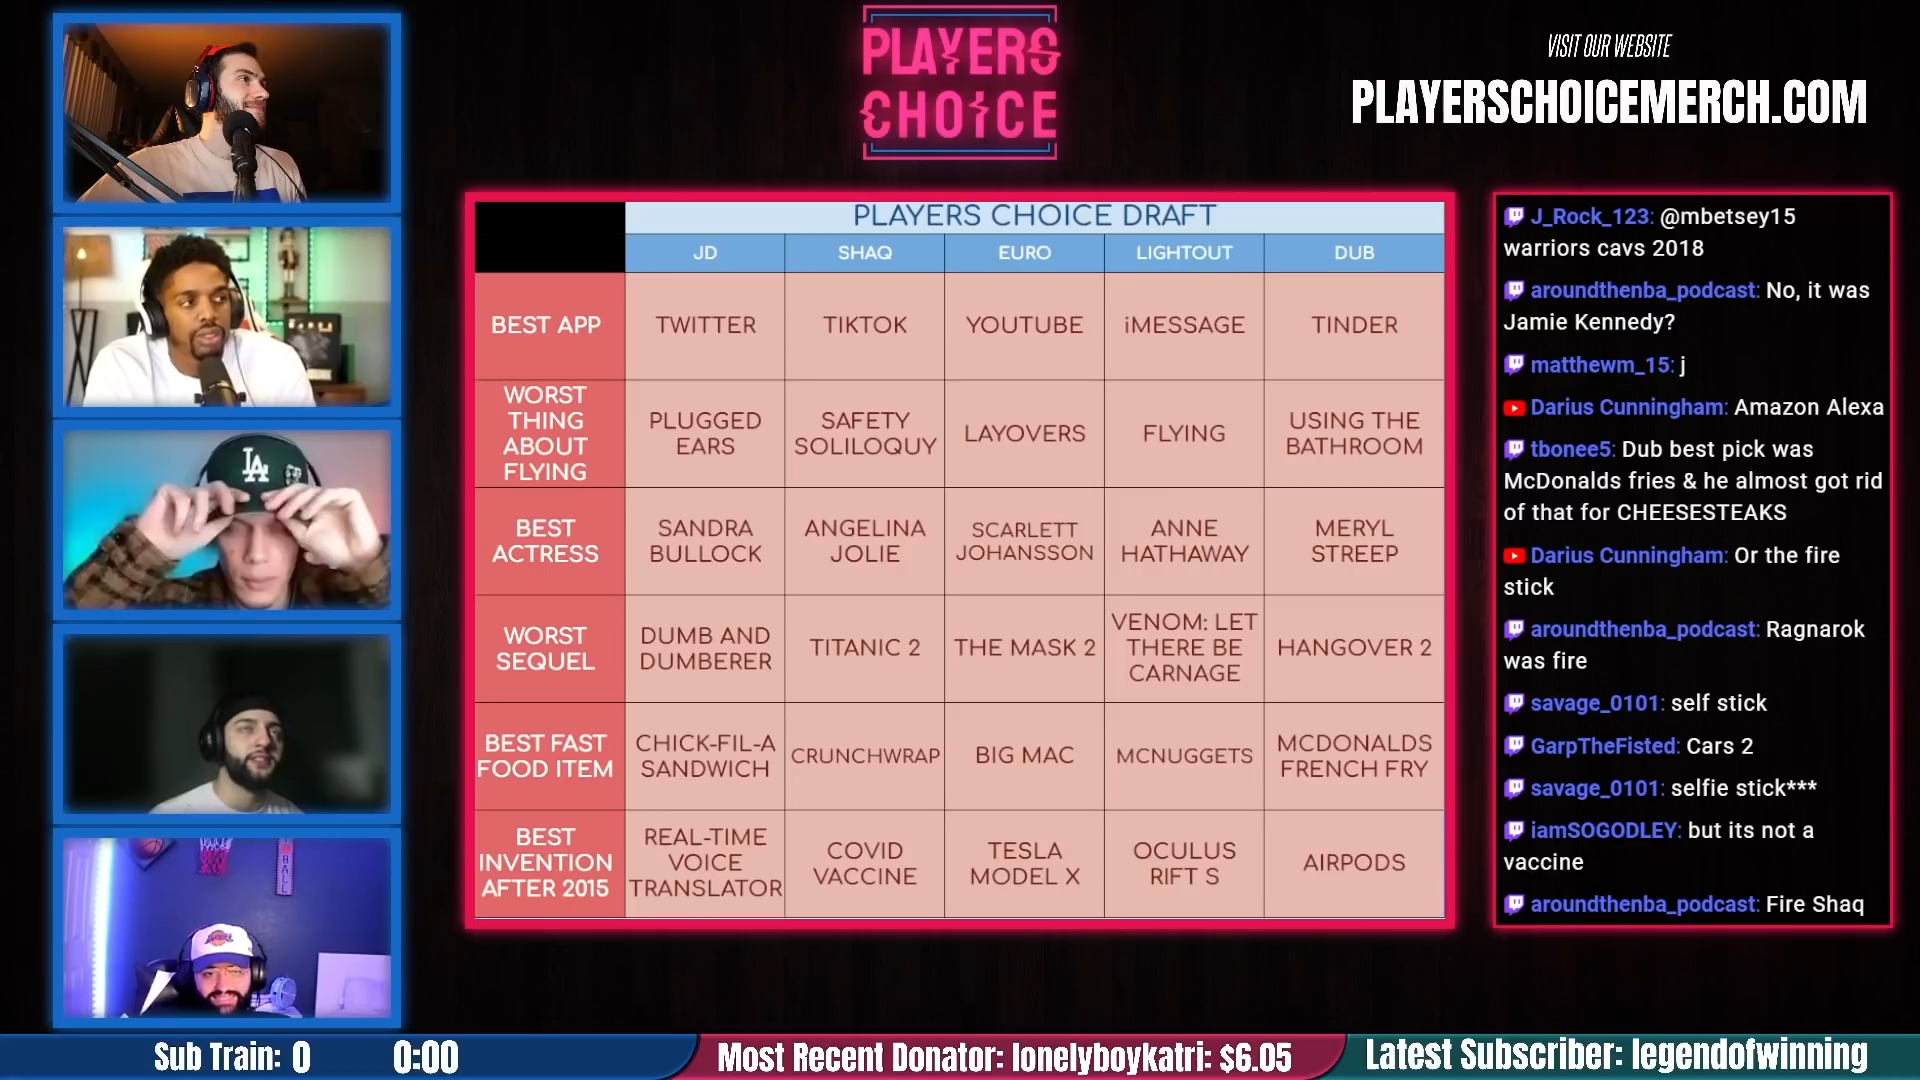 PLAYERS
CHOICE
VISIT OUR WEBSITE
PLAYERSCHOICEMERCH.COM
PLAYERS CHOICE DRAFT
JD SHAQ EURO LIGHTOUT DUB
BEST APP
TWITTER
TIKTOK
YOUTUBE
iMESSAGE
TINDER
WORST
THING
ABOUT
FLYING
PLUGGED
EARS
SAFETY
SOLILOQUY
LAYOVERS
FLYING
USING THE
BATHROOM
BEST
ACTRESS
SANDRA
BULLOCK
ANGELINA
JOLIE
SCARLETT
JOHANSSON
ANNE
HATHAWAY
MERYL
STREEP
WORST
SEQUEL
DUMB AND
DUMBERER
TITANIC 2
THE MASK 2
VENOM: LET
THERE BE
CARNAGE
HANGOVER 2
BEST FAST
FOOD ITEM
CHICK-FIL-A
SANDWICH
CRUNCHWRAP
BIG MAC
MCNUGGETS
MCDONALDS
FRENCH FRY
BEST
INVENTION
AFTER 2015
REAL-TIME
VOICE
TRANSLATOR
COVID
VACCINE
TESLA
MODEL X
OCULUS
RIFT S
AIRPODS
J_Rock_123: @mbetsey15
warriors cavs 2018
aroundthenba_podcast: No, it was
Jamie Kennedy?
matthewm_15: j
Darius Cunningham: Amazon Alexa
tbonee5: Dub best pick was
McDonalds fries & he almost got rid
of that for CHEESESTEAKS
Darius Cunningham: Or the fire
stick
aroundthenba_podcast: Ragnarok
was fire
savage_0101: self stick
GarpTheFisted: Cars 2
savage_0101: selfie stick***
iamSOGODLEY: but its not a
vaccine
aroundthenba_podcast: Fire Shaq
LA
BALL
Sub Train: 0 0:00
Most Recent Donator: lonelyboykatri: $6.05
Latest Subscriber: legendofwinning